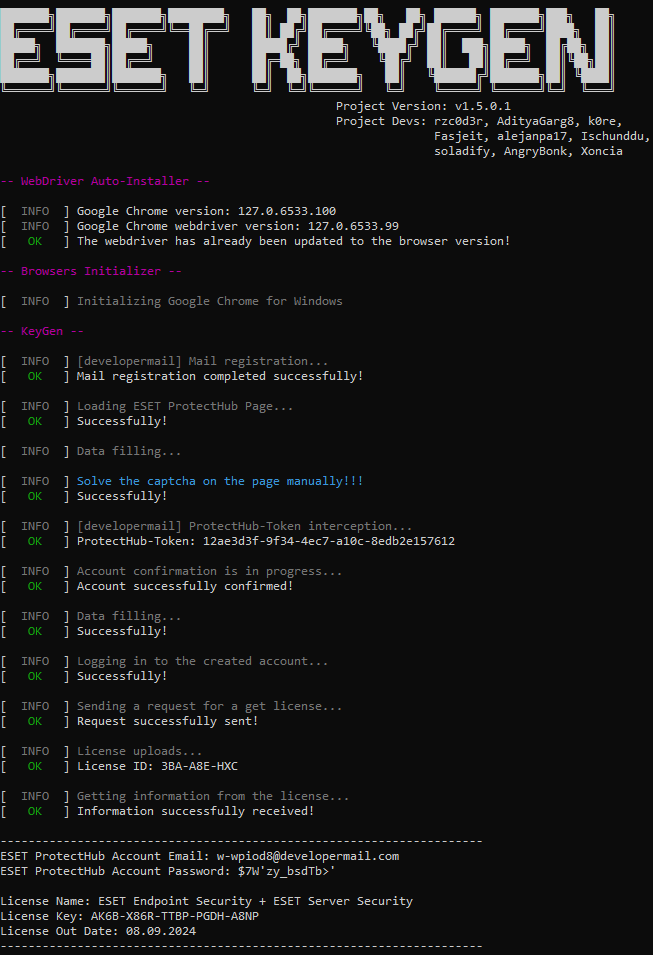 ESET KEYGEN
Project Version: v1.5.0.1
Project Devs: rzc0d3r, AdityaGarg8, k0re,
Fasjeit, alejanpa17, Ischunddu,
soladify, AngryBonk, Xoncia
-- WebDriver Auto-Installer --
[ INFO ] Google Chrome version: 127.0.6533.100
[ INFO ] Google Chrome webdriver version: 127.0.6533.99
[ OK ] The webdriver has already been updated to the browser version!
-- Browsers Initializer --
[ INFO ] Initializing Google Chrome for Windows
-- KeyGen --
[ INFO ] [developermail] Mail registration...
[ OK ] Mail registration completed successfully!
[ INFO ] Loading ESET ProtectHub Page...
[ OK ] Successfully!
[ INFO ] Data filling...
[ INFO ] Solve the captcha on the page manually!!!
[ OK ] Successfully!
[ INFO ] [developermail] ProtectHub-Token interception...
[ OK ] ProtectHub-Token: 12ae3d3f-9f34-4ec7-a10c-8edb2e157612
[ INFO ] Account confirmation is in progress...
[ OK ] Account successfully confirmed!
[ INFO ] Data filling...
[ OK ] Successfully!
[ INFO ] Logging in to the created account...
[ OK ] Successfully!
[ INFO ] Sending a request for a get license...
[ OK ] Request successfully sent!
[ INFO ] License uploads...
[ OK ] License ID: 3BA-A8E-HXC
[ INFO ] Getting information from the license...
[ OK ] Information successfully received!
---------------------------------------------------------------------
ESET ProtectHub Account Email: w-wpiod8@developermail.com
ESET ProtectHub Account Password: $7W'zy_bsdTb>'
License Name: ESET Endpoint Security + ESET Server Security
License Key: AK6B-X86R-TTBP-PGDH-A8NP
License Out Date: 08.09.2024
---------------------------------------------------------------------